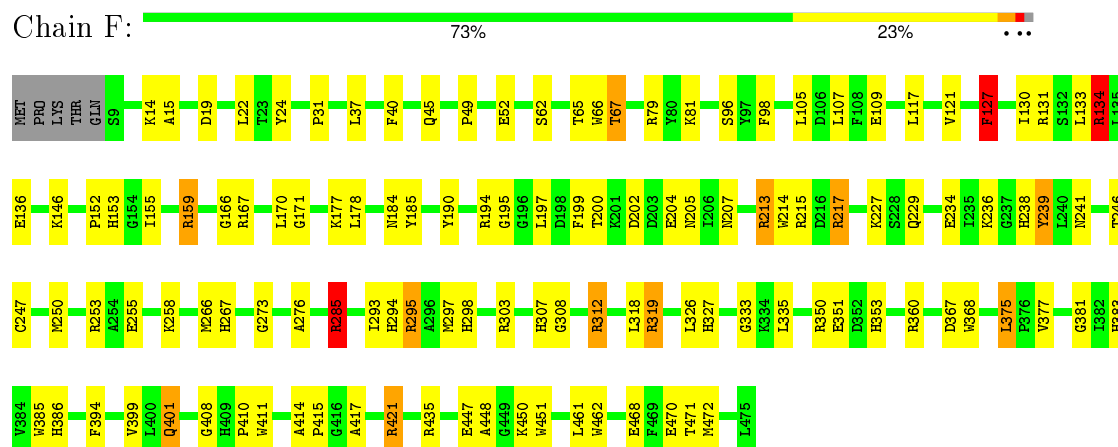 Chain F:
73% 23% • ••
MET PRO LYS THR GLN S9 K14 A15 D19 L22 T23 Y24 P31 L37 F40 Q45 P49 E52 S62 T65 W66 T67 R79 Y80 K81 S96 Y97 F98 L105 D106 L107 F108 E109 L117 V121 F127 I130 R131 S132 L133 R134 L135
E136 K146 P152 H153 G154 I155 R159 G166 R167 L170 G171 K177 L178 N184 Y185 Y190 R194 G195 G196 L197 D198 F199 T200 K201 D202 D203 E204 N205 I206 N207 R213 W214 R215 D216 R217 K227 S228 Q229 E234 I235 K236 G237 H238 Y239 L240 N241 T246
C247 M250 R253 A254 E255 K258 M266 H267 G273 A276 R285 I293 H294 R295 A296 M297 H298 R303 H307 G308 R312 L318 R319 L326 H327 G333 K334 L335 R350 E351 D352 H353 R360 D367 W368 L375 P376 V377 G381 I382 H383
V384 W385 H386 F394 V399 L400 Q401 G408 H409 P410 W411 A414 P415 G416 A417 R421 R435 E447 A448 G449 K450 W451 L461 W462 E468 F469 E470 T471 M472 L475